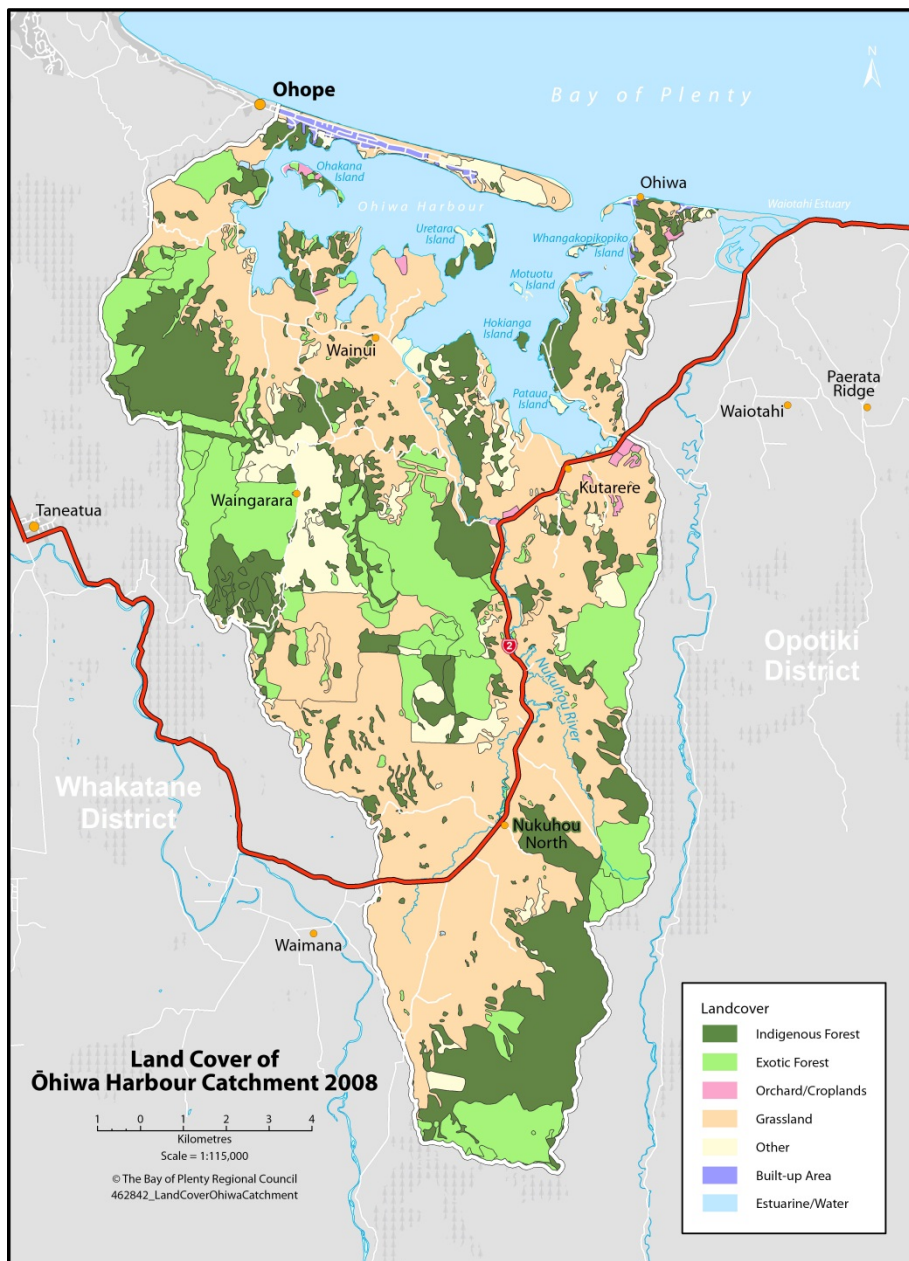 Ohope
Bay of Plenty
N
Ohakana
Island
Ohiwa Harbour
Ohiwa
Waiotahi Estuary
Uretara
Island
Whangakopikopiko
Island
Motuotu
Island
Hokianga
Island
Wainui
Pataua
Island
Waiotahi
Paerata
Ridge
Kutarere
Waingarara
Taneatua
2
Nukuhou River
Opotiki
District
Whakatane
District
Nukuhou
North
Waimana
Land Cover of
Ōhiwa Harbour Catchment 2008
1 0 1 2 3 4
Kilometres
Scale = 1:115,000
© The Bay of Plenty Regional Council
462842_LandCoverOhiwaCatchment
Landcover
Indigenous Forest
Exotic Forest
Orchard/Croplands
Grassland
Other
Built-up Area
Estuarine/Water